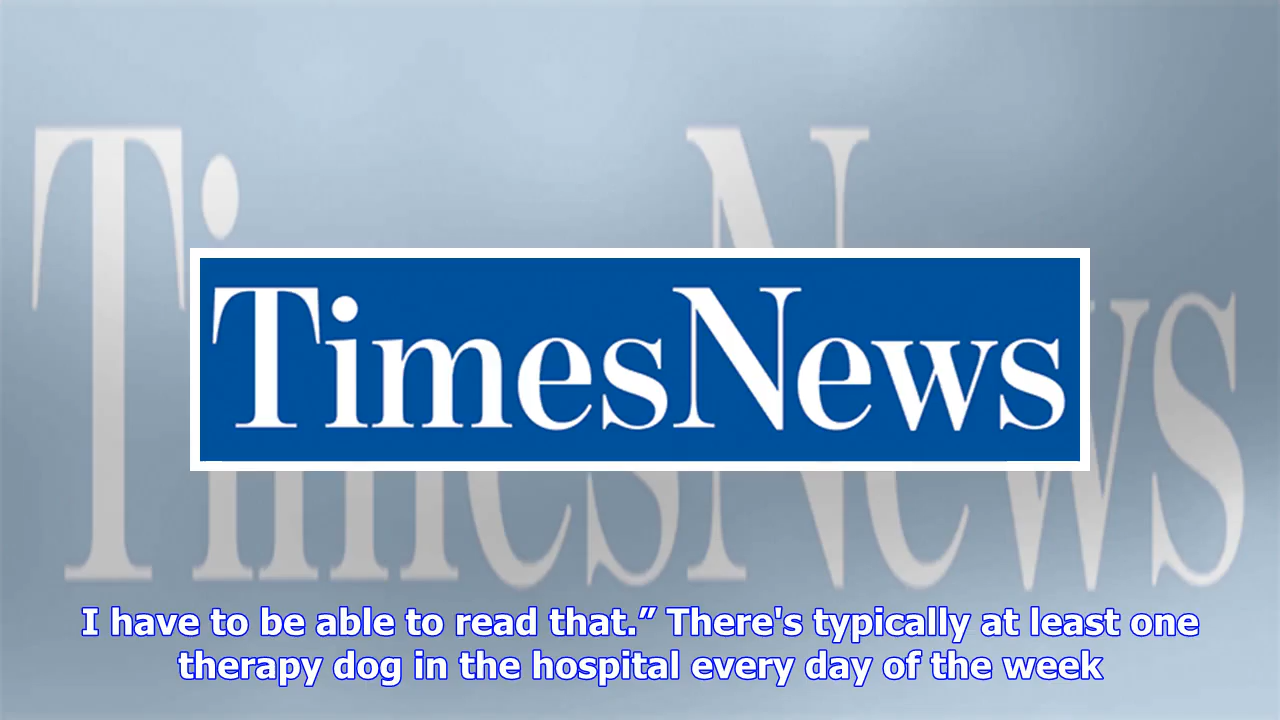 TimesNews
TimesNews
I have to be able to read that.” There's typically at least one
therapy dog in the hospital every day of the week